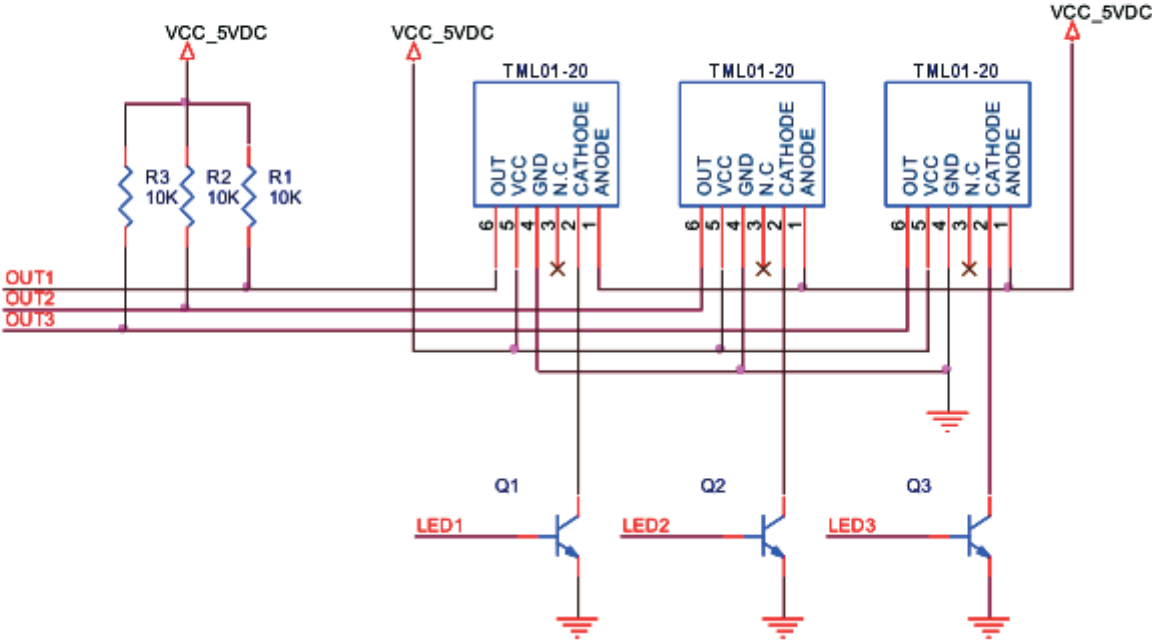 VCC_5VDC
VCC_5VDC
VCC_5VDC
TML01-20
TML01-20
TML01-20
OUT
VCC
GND
N.C
CATHODE
ANODE
OUT
VCC
GND
N.C
CATHODE
ANODE
OUT
VCC
GND
N.C
CATHODE
ANODE
R3
10K
R2
10K
R1
10K
6
5
4
3
2
1
6
5
4
3
2
1
6
5
4
3
2
1
OUT1
OUT2
OUT3
Q1
Q2
Q3
LED1
LED2
LED3